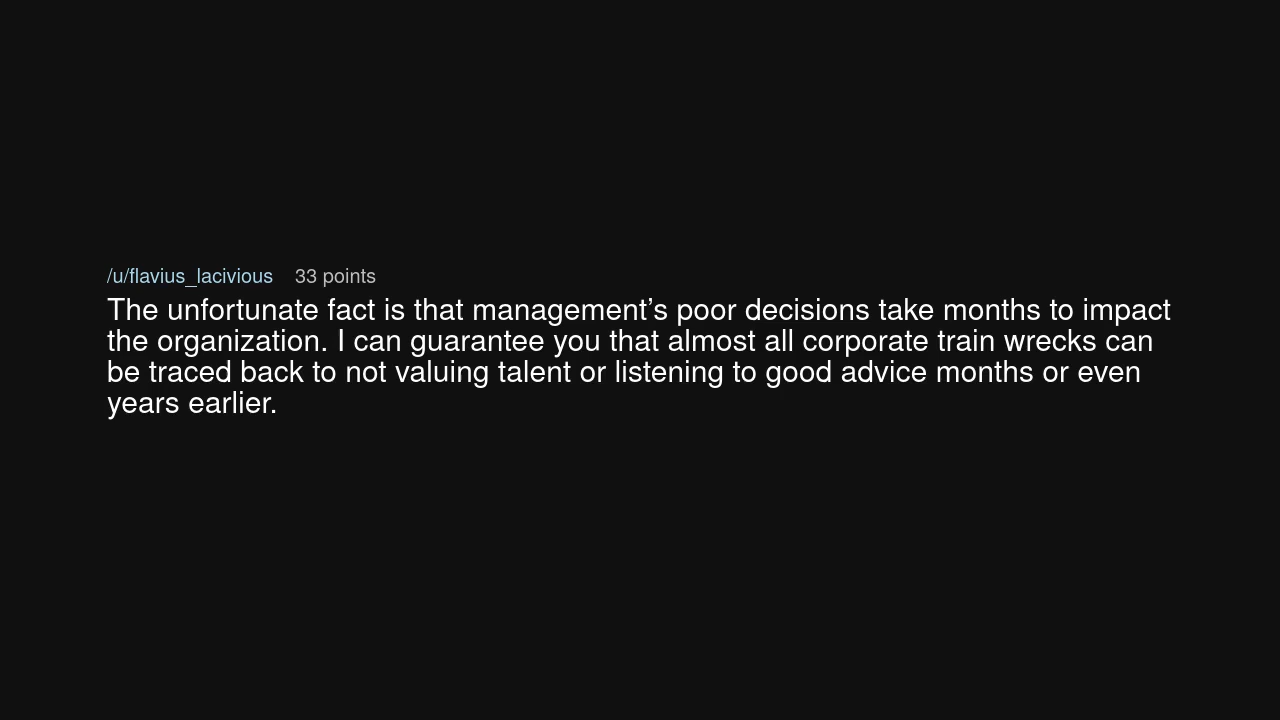 /u/flavius_lacivious 33 points
The unfortunate fact is that management’s poor decisions take months to impact
the organization. I can guarantee you that almost all corporate train wrecks can
be traced back to not valuing talent or listening to good advice months or even
years earlier.